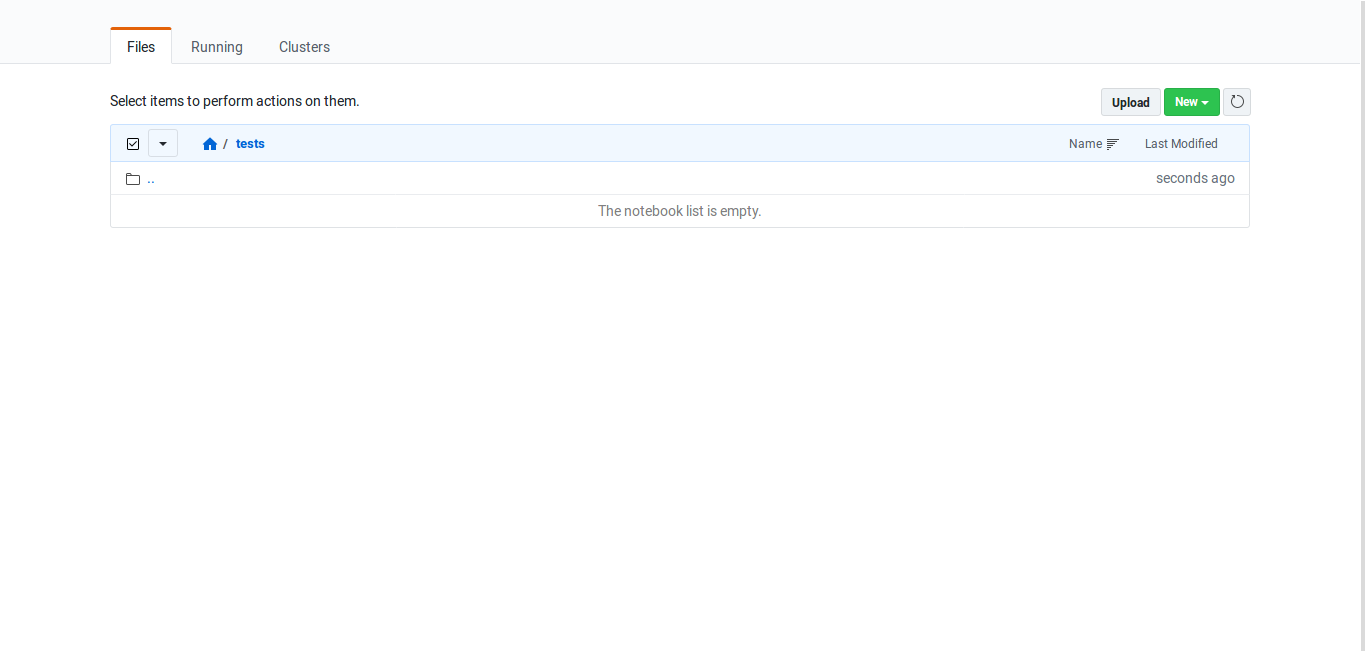 Files Running Clusters
Select items to perform actions on them. Upload New
/ tests Name Last Modified
.. seconds ago
The notebook list is empty.